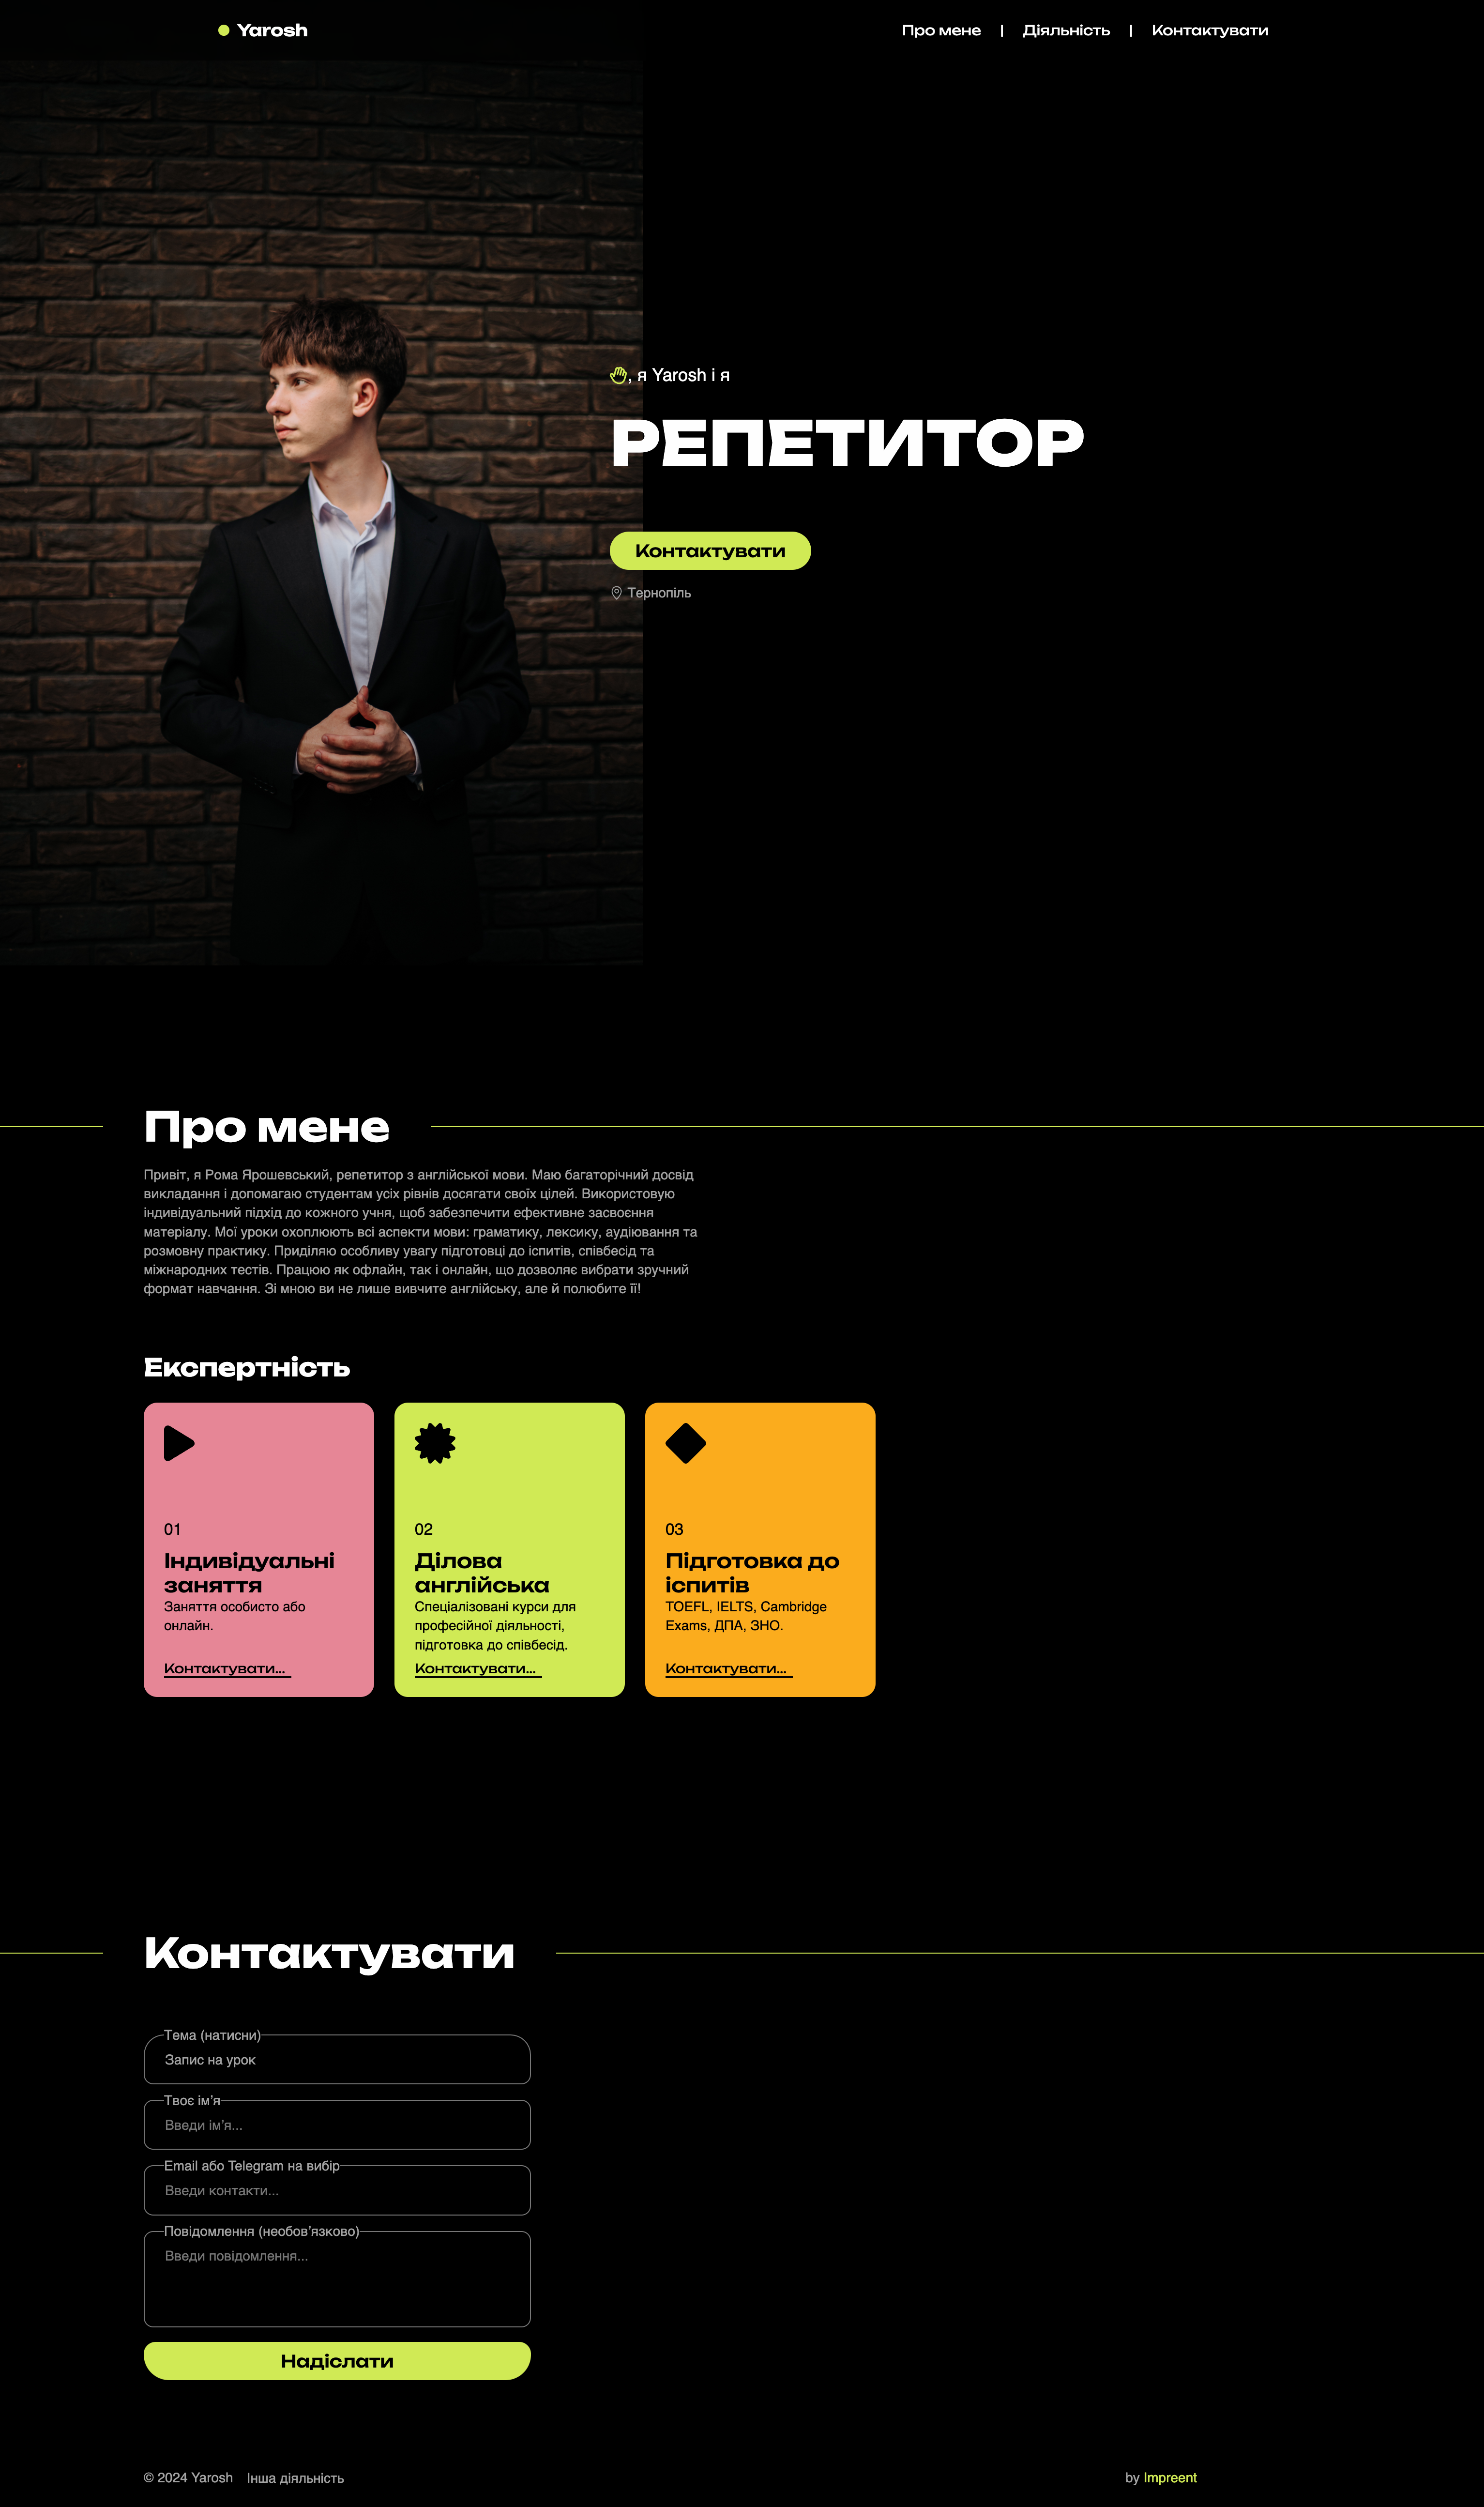 Yarosh
Про мене | Діяльність | Контактувати
, я Yarosh і я
РЕПЕТИТОР
Контактувати
Тернопіль
Про мене
Привіт, я Рома Ярошевський, репетитор з англійської мови. Маю багаторічний досвід
викладання і допомагаю студентам усіх рівнів досягати своїх цілей. Використовую
індивідуальний підхід до кожного учня, щоб забезпечити ефективне засвоєння
матеріалу. Мої уроки охоплюють всі аспекти мови: граматику, лексику, аудіювання та
розмовну практику. Приділяю особливу увагу підготовці до іспитів, співбесід та
міжнародних тестів. Працюю як офлайн, так і онлайн, що дозволяє вибрати зручний
формат навчання. Зі мною ви не лише вивчите англійську, але й полюбите її!
Експертність
01
Індивідуальні
заняття
Заняття особисто або
онлайн.
Контактувати...
02
Ділова
англійська
Спеціалізовані курси для
професійної діяльності,
підготовка до співбесід.
Контактувати...
03
Підготовка до
іспитів
TOEFL, IELTS, Cambridge
Exams, ДПА, ЗНО.
Контактувати...
Контактувати
Тема (натисни)
Запис на урок
Твоє ім’я
Введи ім’я...
Email або Telegram на вибір
Введи контакти...
Повідомлення (необов’язково)
Введи повідомлення...
Надіслати
© 2024 Yarosh Інша діяльність by Impreent